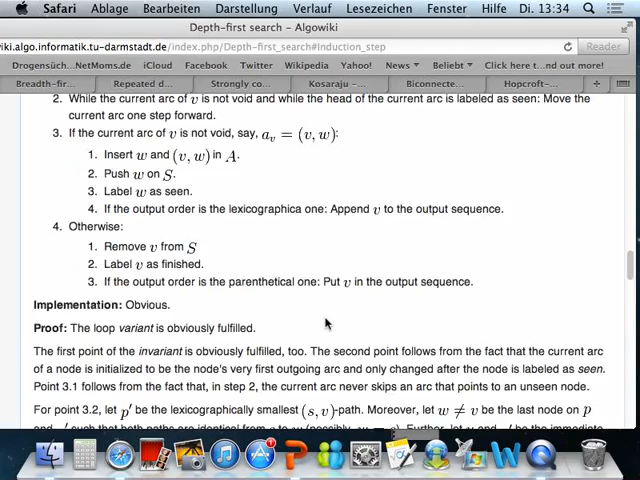 Safari Ablage Bearbeiten Darstellung Verlauf Lesezeichen Fenster Hilfe Di. 13:34
Depth-first search - Algowiki
wiki.algo.informatik.tu-darmstadt.de/index.php/Depth-first_search#Induction_step Reader
Drogensüch...NetMoms.de iCloud Facebook Twitter Wikipedia Yahoo! News Beliebt Click here t...nd out more!
Breadth-fir... Repeated d... Strongly co... Kosaraju –... Biconnecte... Hopcroft-...
2. While the current arc of v is not void and while the head of the current arc is labeled as seen: Move the
current arc one step forward.
3. If the current arc of v is not void, say, a_v = (v, w):
1. Insert w and (v, w) in A.
2. Push w on S.
3. Label w as seen.
4. If the output order is the lexicographica one: Append v to the output sequence.
4. Otherwise:
1. Remove v from S
2. Label v as finished.
3. If the output order is the parenthetical one: Put v in the output sequence.
Implementation: Obvious.
Proof: The loop variant is obviously fulfilled.
The first point of the invariant is obviously fulfilled, too. The second point follows from the fact that the current arc
of a node is initialized to be the node's very first outgoing arc and only changed after the node is labeled as seen.
Point 3.1 follows from the fact that, in step 2, the current arc never skips an arc that points to an unseen node.
For point 3.2, let p′ be the lexicographically smallest (s, v)-path. Moreover, let w ≠ v be the last node on p